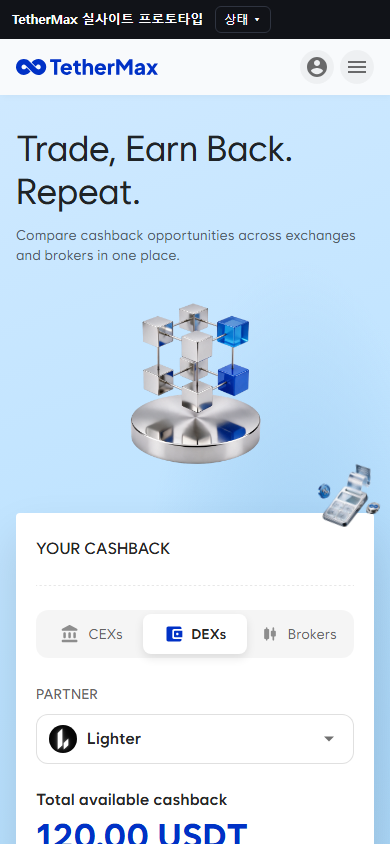 TetherMax 실사이트 프로토타입
상태
TetherMax
Trade, Earn Back.
Repeat.
Compare cashback opportunities across exchanges
and brokers in one place.
YOUR CASHBACK
CEXs
DEXs
Brokers
PARTNER
Lighter
Total available cashback
120.00 USDT